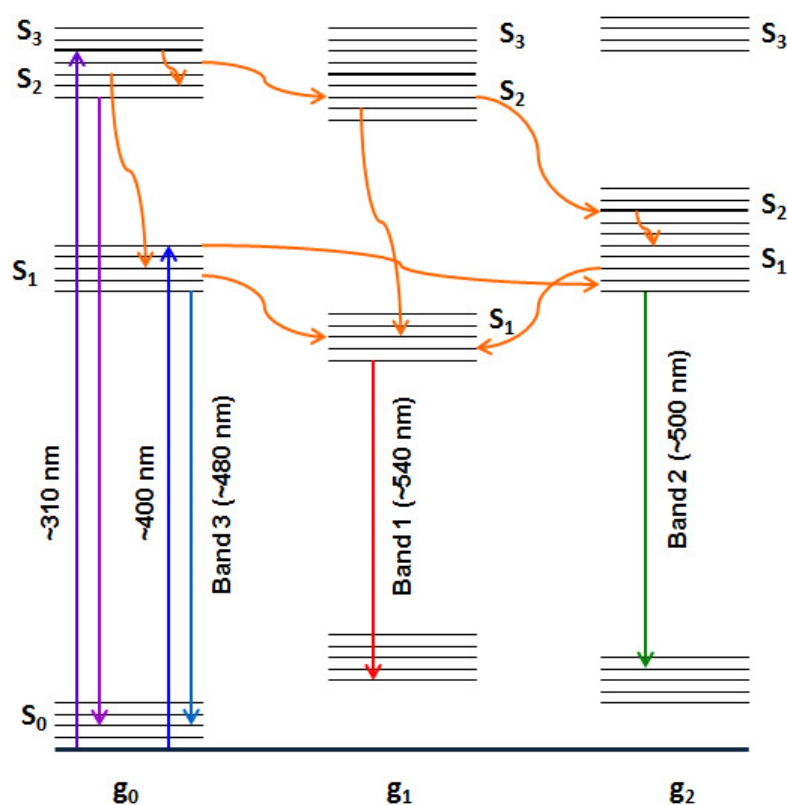 S₃
S₂
S₁
S₀
~310 nm
~400 nm
Band 3 (~480 nm)
g₀
S₃
S₂
S₁
Band 1 (~540 nm)
g₁
S₃
S₂
S₁
Band 2 (~500 nm)
g₂